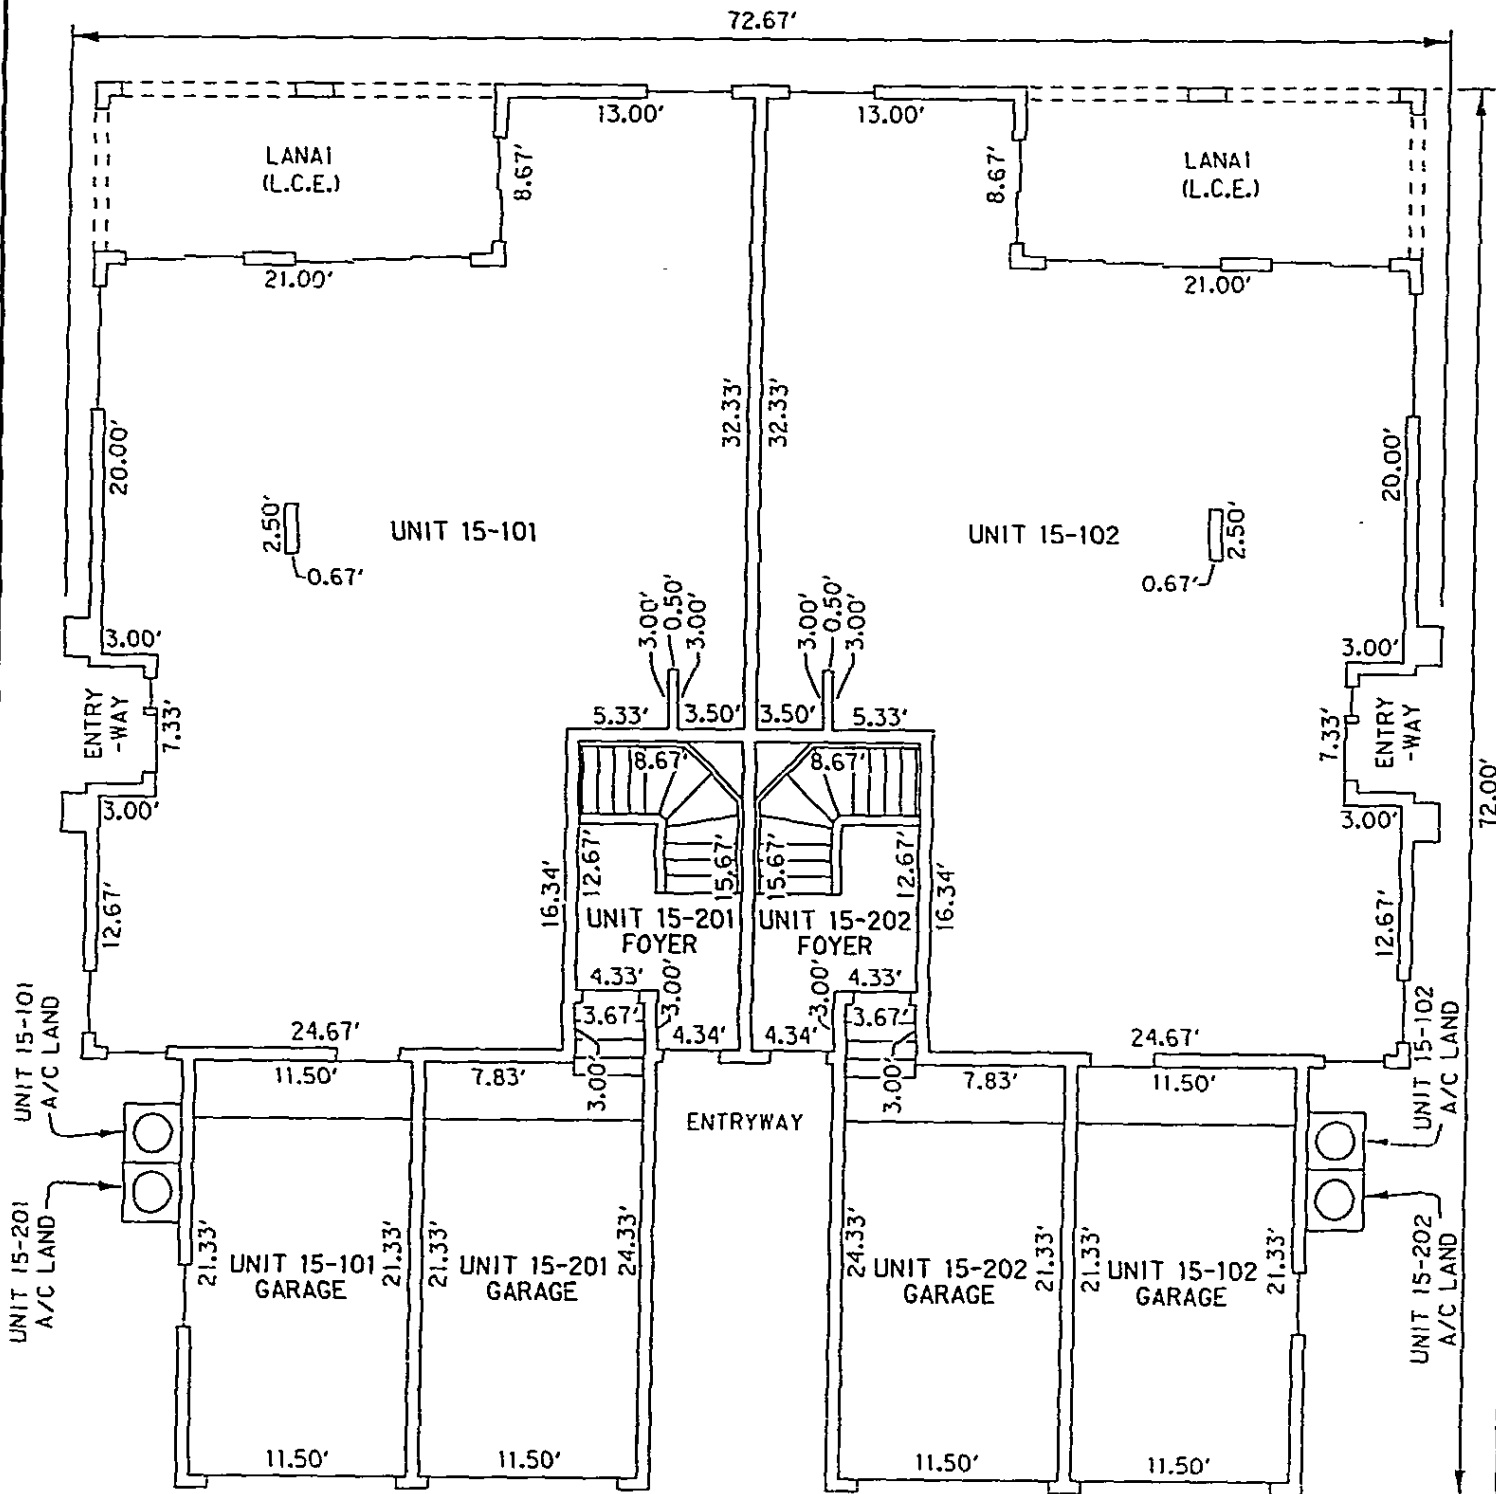 72.67'
13.00'
13.00'
LANAI
(L.C.E.)
8.67'
8.67'
LANAI
(L.C.E.)
21.00'
21.00'
32.33'
32.33'
20.00'
20.00'
2.50'
UNIT 15-101
UNIT 15-102
2.50'
0.67'
0.67'
3.00'
0.50'
3.00'
3.00'
0.50'
3.00'
3.00'
3.00'
ENTRY
-WAY
7.33'
5.33'
3.50'
3.50'
5.33'
7.33'
ENTRY
-WAY
8.67'
8.67'
72.00'
3.00'
3.00'
12.67'
16.34'
12.67'
15.67'
15.67'
12.67'
16.34'
12.67'
UNIT 15-201
FOYER
UNIT 15-202
FOYER
4.33'
3.00'
3.00'
4.33'
3.67'
3.67'
4.34'
4.34'
24.67'
24.67'
UNIT 15-101
A/C LAND
UNIT 15-102
A/C LAND
11.50'
7.83'
3.00'
3.00'
7.83'
11.50'
ENTRYWAY
UNIT 15-201
A/C LAND
UNIT 15-202
A/C LAND
21.33'
UNIT 15-101
GARAGE
21.33'
21.33'
UNIT 15-201
GARAGE
24.33'
24.33'
UNIT 15-202
GARAGE
21.33'
21.33'
UNIT 15-102
GARAGE
21.33'
11.50'
11.50'
11.50'
11.50'